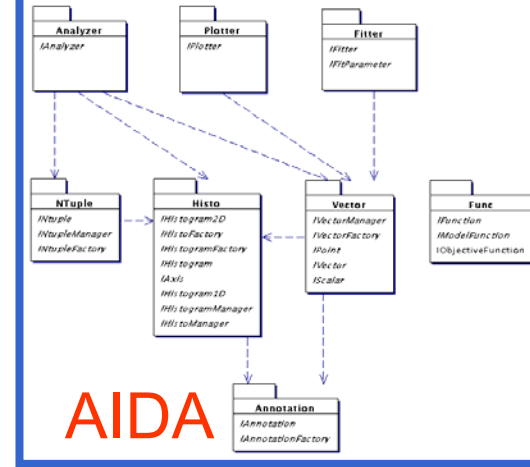 Analyzer
IAnalyzer
Plotter
IPlotter
Fitter
IFitter
IFitParameter
NTuple
INtuple
INtupleManager
INtupleFactory
Histo
IHistogram2D
IHistoFactory
IHistogramFactory
IHistogram
IAxis
IHistogram1D
IHistogramManager
IHistoManager
Vector
IVectorManager
IVectorFactory
IPoint
IVector
IScalar
Func
IFunction
IModelFunction
IObjectiveFunction
Annotation
IAnnotation
IAnnotationFactory
AIDA